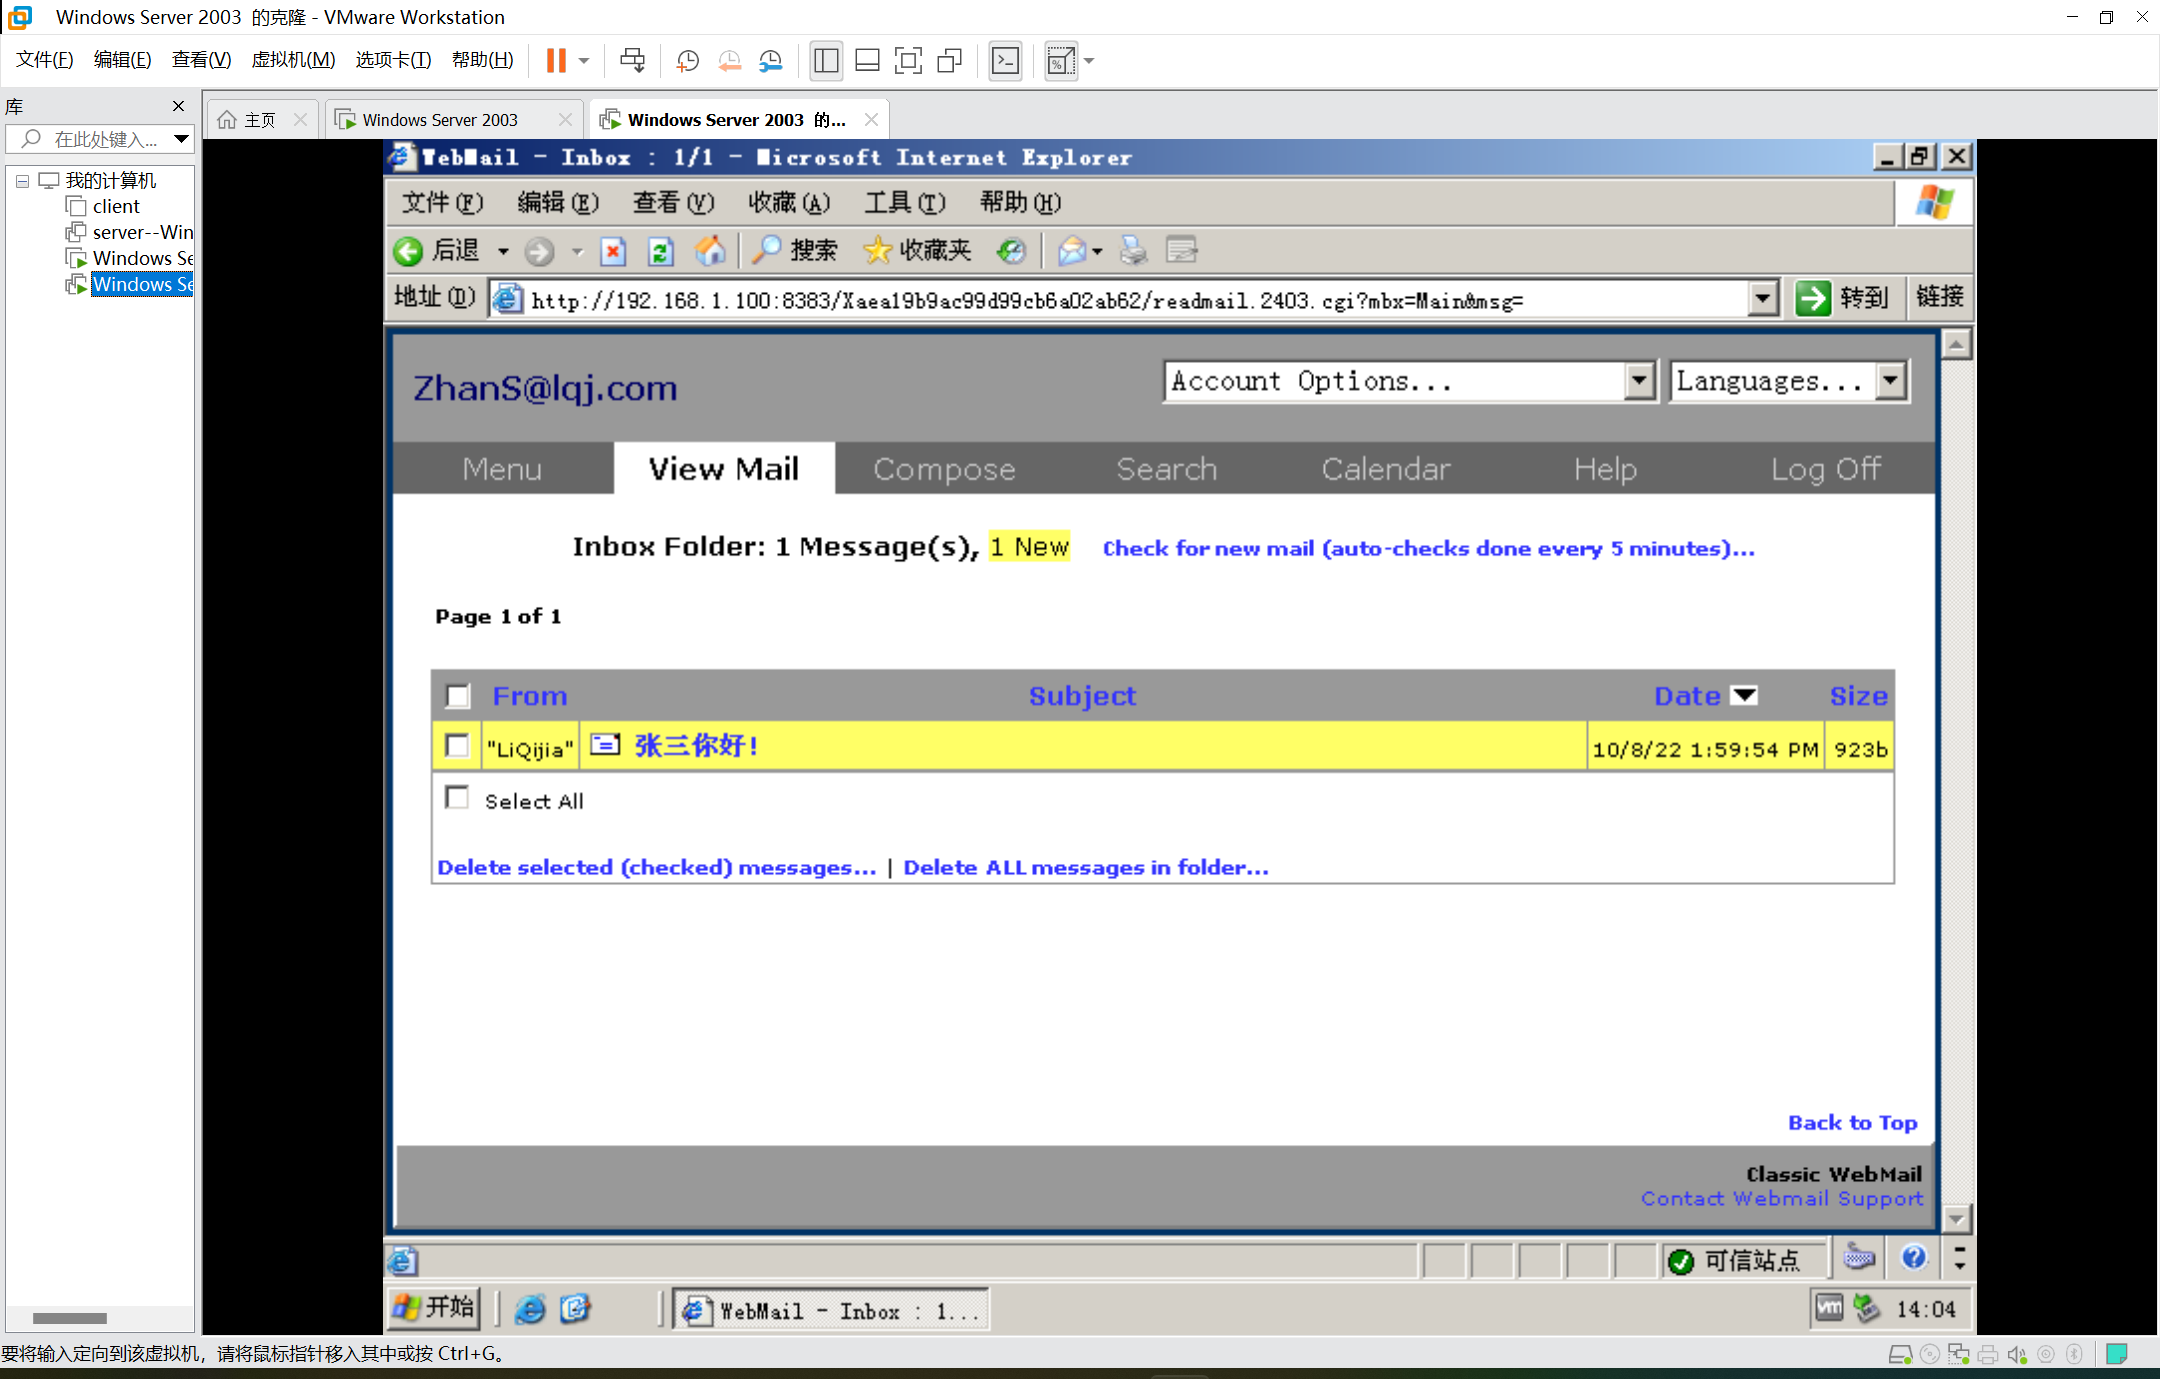 Windows Server 2003 的克隆 - VMware Workstation
文件(F) 编辑(E) 查看(V) 虚拟机(M) 选项卡(T) 帮助(H)
库
在此处键入...
主页
Windows Server 2003
Windows Server 2003 的...
我的计算机
client
server--Win
Windows Se
Windows Se
WebMail - Inbox : 1/1 - Microsoft Internet Explorer
文件(F) 编辑(E) 查看(V) 收藏(A) 工具(T) 帮助(H)
后退 搜索 收藏夹
地址(D) http://192.168.1.100:8383/Xaea19b9ac99d99cb6a02ab62/readmail.2403.cgi?mbx=Main&msg= 转到 链接
ZhanS@lqj.com
Account Options... Languages...
Menu View Mail Compose Search Calendar Help Log Off
Inbox Folder: 1 Message(s), 1 New Check for new mail (auto-checks done every 5 minutes)...
Page 1 of 1
From Subject Date Size
"LiQijia" 张三你好! 10/8/22 1:59:54 PM 923b
Select All
Delete selected (checked) messages... | Delete ALL messages in folder...
Back to Top
Classic WebMail
Contact Webmail Support
可信站点
开始 WebMail - Inbox : 1... vm 14:04
要将输入定向到该虚拟机，请将鼠标指针移入其中或按 Ctrl+G。